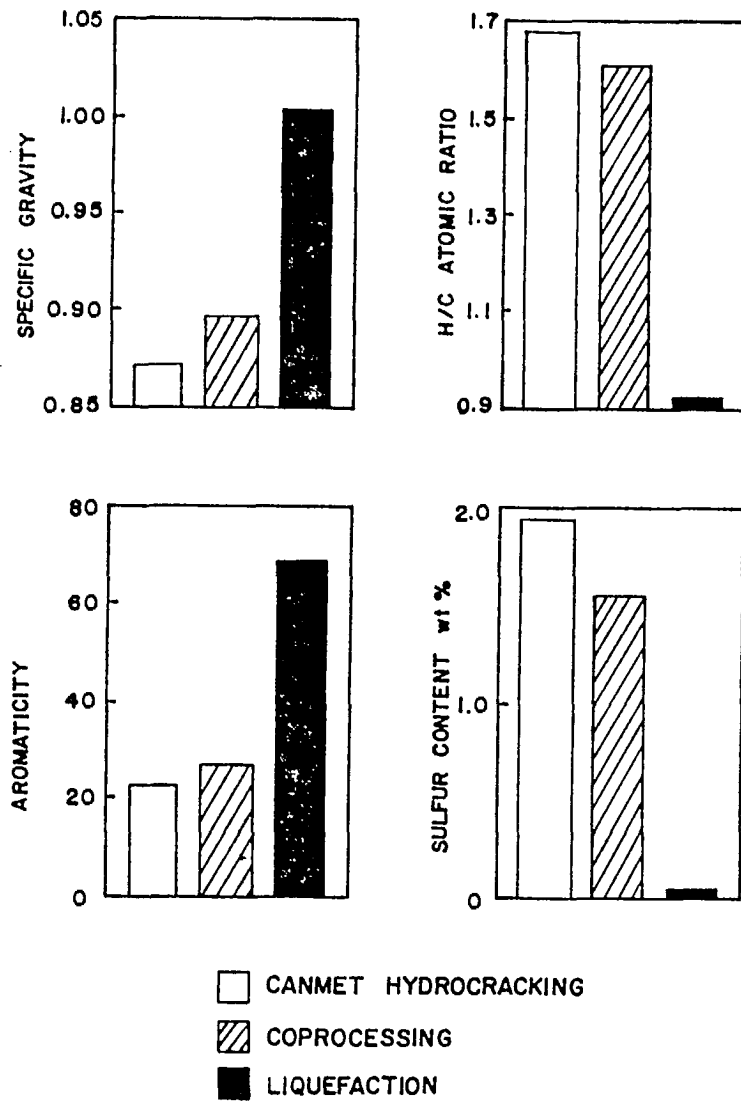 1.05
1.00
0.95
0.90
0.85
SPECIFIC GRAVITY
1.7
1.5
1.3
1.1
0.9
H/C ATOMIC RATIO
80
60
40
20
0
AROMATICITY
2.0
1.0
0
SULFUR CONTENT wt %
CANMET HYDROCRACKING
COPROCESSING
LIQUEFACTION